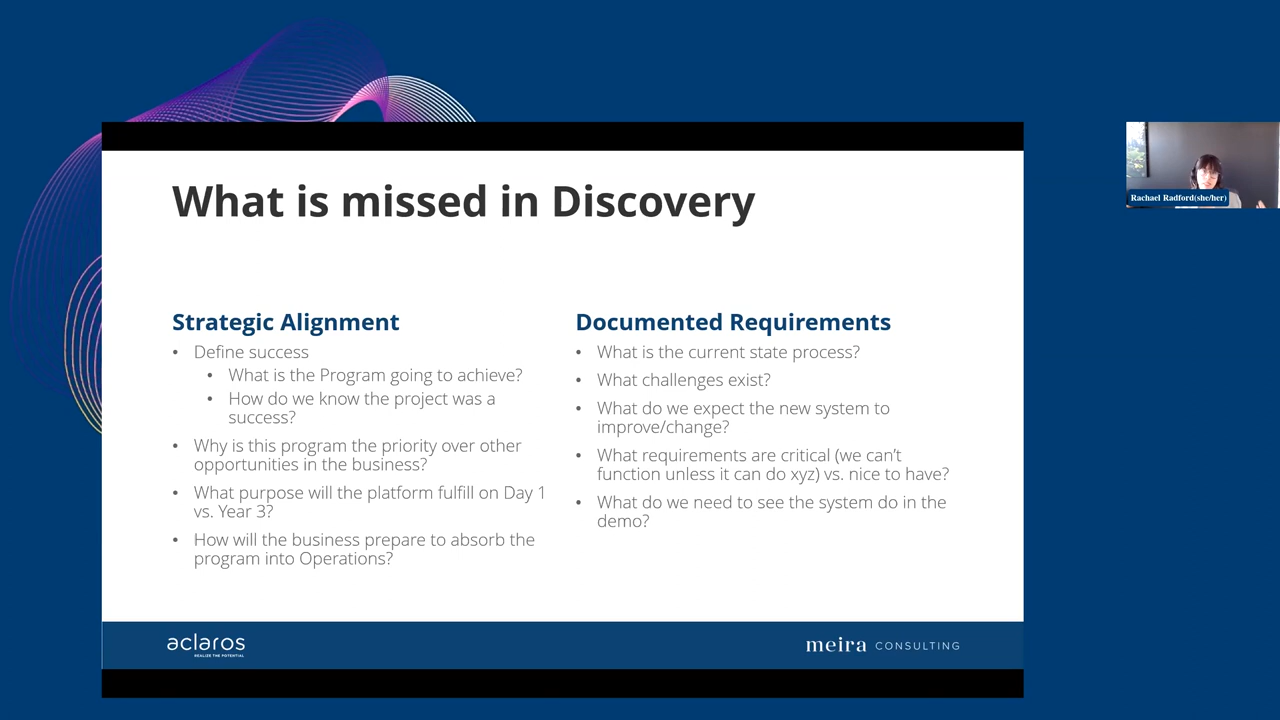 What is missed in Discovery
Strategic Alignment
• Define success
• What is the Program going to achieve?
• How do we know the project was a
success?
• Why is this program the priority over other
opportunities in the business?
• What purpose will the platform fulfill on Day 1
vs. Year 3?
• How will the business prepare to absorb the
program into Operations?
Documented Requirements
• What is the current state process?
• What challenges exist?
• What do we expect the new system to
improve/change?
• What requirements are critical (we can’t
function unless it can do xyz) vs. nice to have?
• What do we need to see the system do in the
demo?
aclaros
REALIZE THE POTENTIAL
meira CONSULTING
Rachael Radford(she/her)